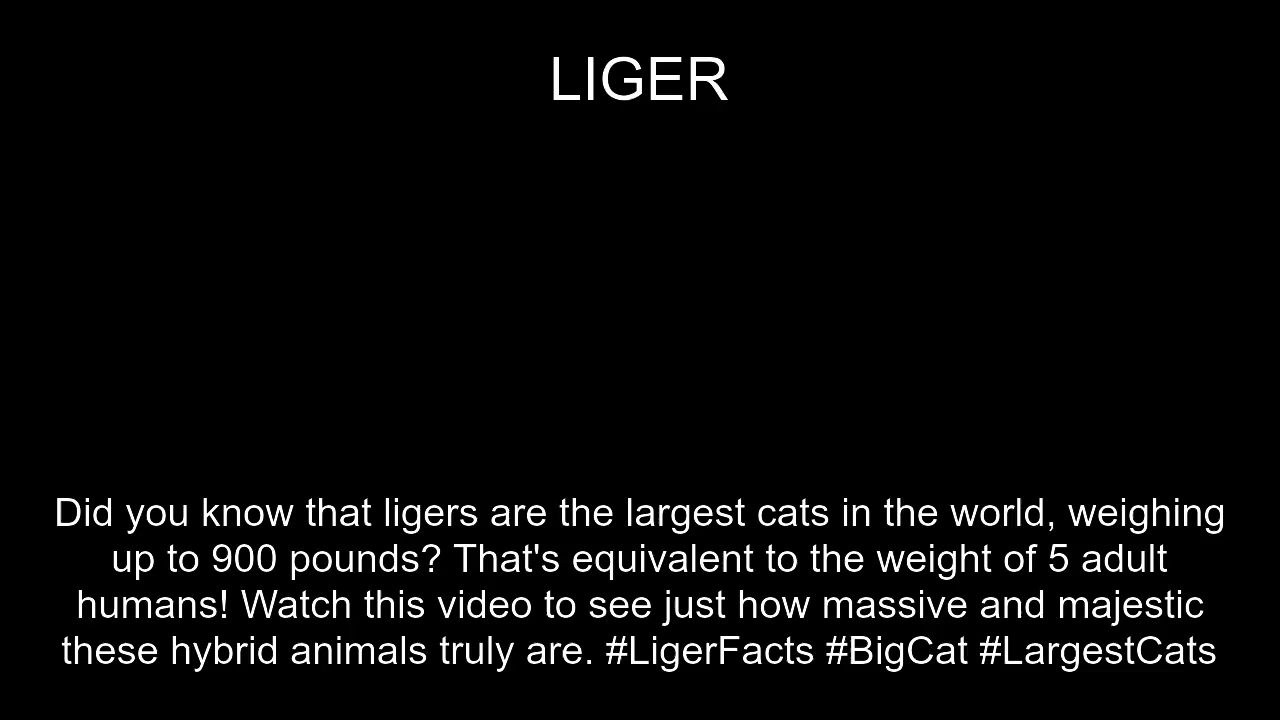 LIGER
Did you know that ligers are the largest cats in the world, weighing
up to 900 pounds? That's equivalent to the weight of 5 adult
humans! Watch this video to see just how massive and majestic
these hybrid animals truly are. #LigerFacts #BigCat #LargestCats